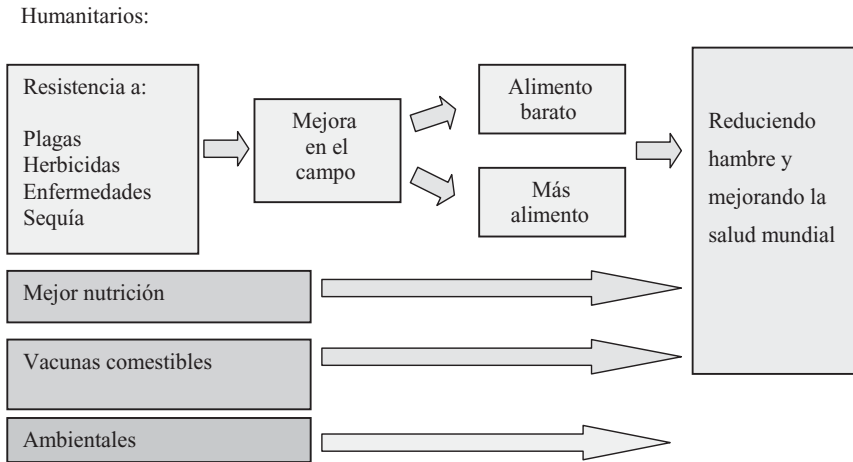 Humanitarios:
Resistencia a:
Plagas
Herbicidas
Enfermedades
Sequía
Mejora
en el
campo
Alimento
barato
Más
alimento
Reduciendo
hambre y
mejorando la
salud mundial
Mejor nutrición
Vacunas comestibles
Ambientales